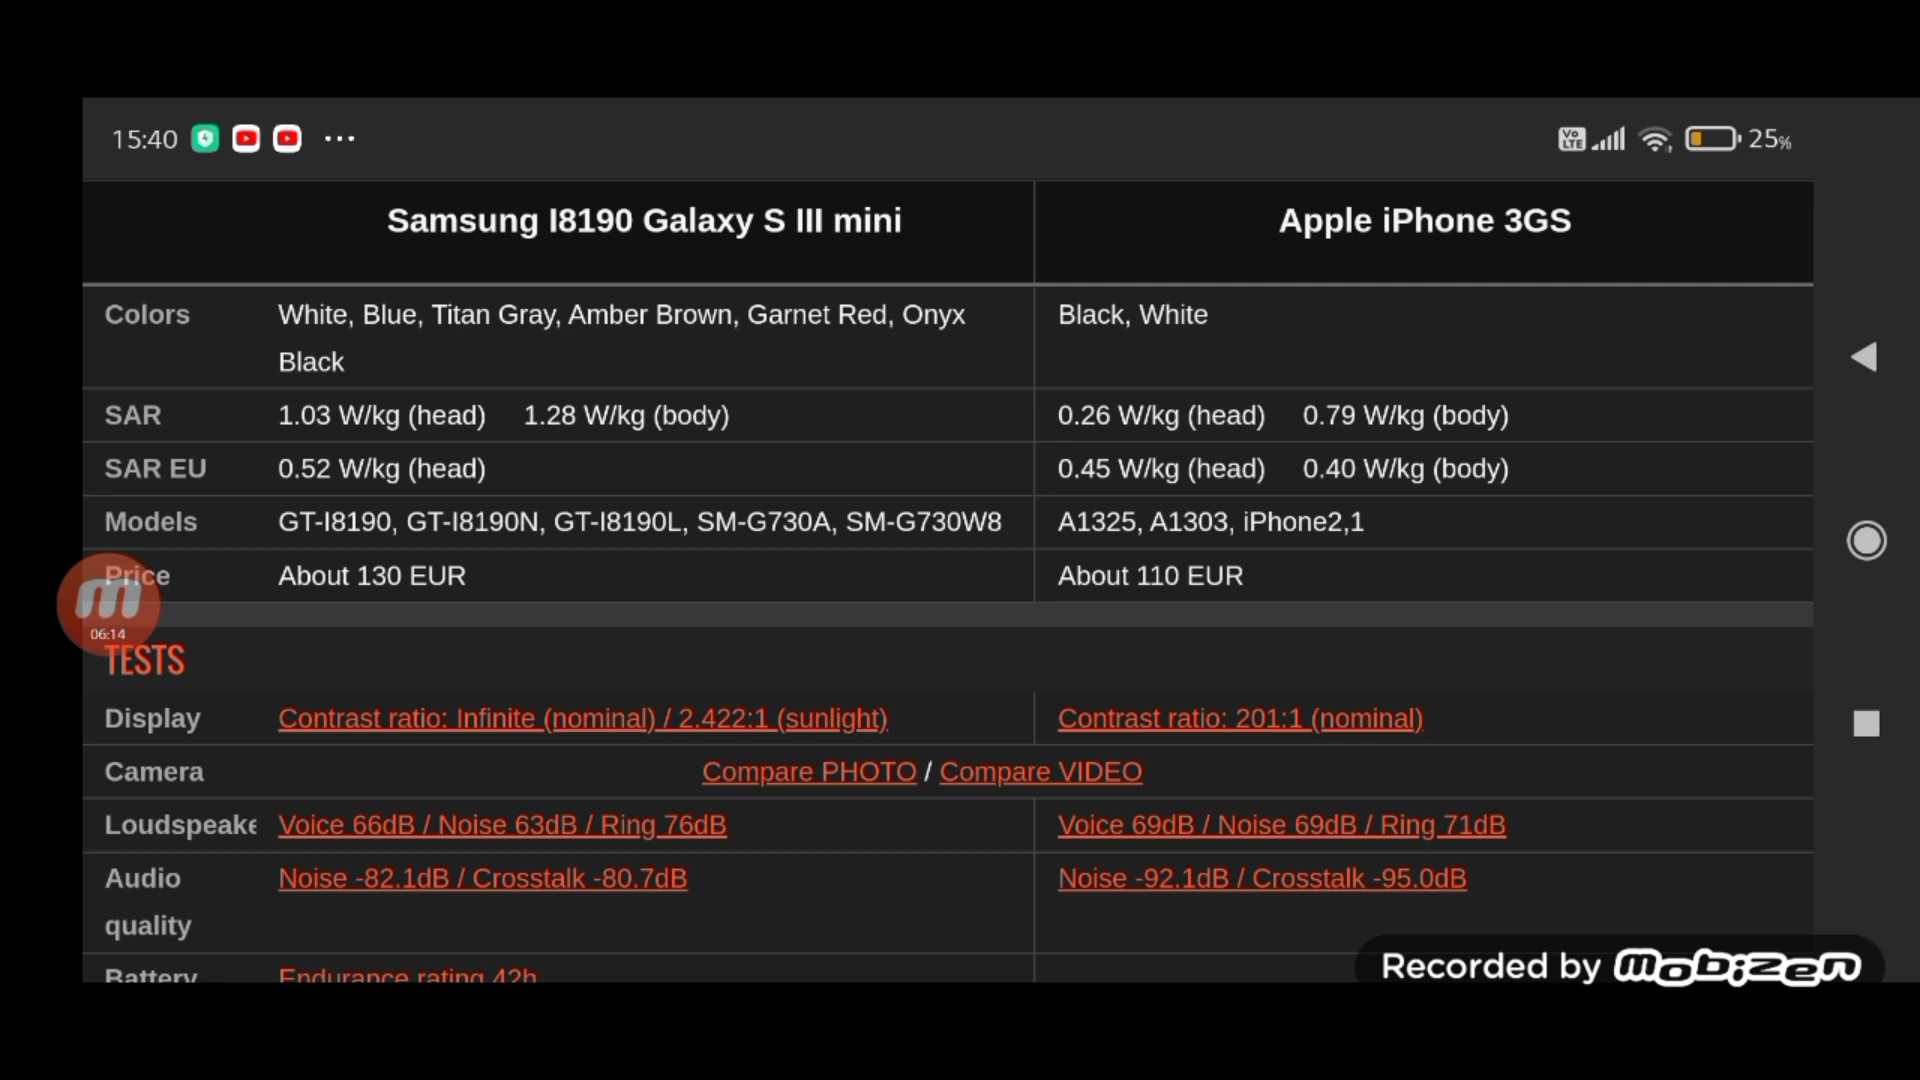 15:40
Vo LTE
25%
Samsung I8190 Galaxy S III mini Apple iPhone 3GS
Colors White, Blue, Titan Gray, Amber Brown, Garnet Red, Onyx Black, White
Black
SAR 1.03 W/kg (head) 1.28 W/kg (body) 0.26 W/kg (head) 0.79 W/kg (body)
SAR EU 0.52 W/kg (head) 0.45 W/kg (head) 0.40 W/kg (body)
Models GT-I8190, GT-I8190N, GT-I8190L, SM-G730A, SM-G730W8 A1325, A1303, iPhone2,1
Price About 130 EUR About 110 EUR
m
06:14
TESTS
Display Contrast ratio: Infinite (nominal) / 2.422:1 (sunlight) Contrast ratio: 201:1 (nominal)
Camera Compare PHOTO / Compare VIDEO
Loudspeake Voice 66dB / Noise 63dB / Ring 76dB Voice 69dB / Noise 69dB / Ring 71dB
Audio Noise -82.1dB / Crosstalk -80.7dB Noise -92.1dB / Crosstalk -95.0dB
quality
Battery Endurance rating 42h
Recorded by mobizen